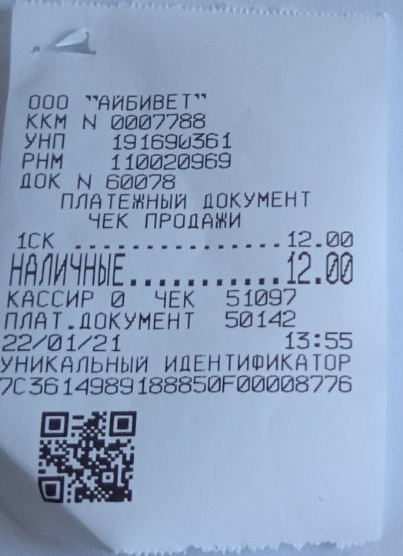 ООО "АЙБИВЕТ"
ККМ N 0007788
УНП 191690361
РНМ 110020969
ДОК N 60078
ПЛАТЕЖНЫЙ ДОКУМЕНТ
ЧЕК ПРОДАЖИ
1СК ................12.00
НАЛИЧНЫЕ...........12.00
КАССИР 0 ЧЕК 51097
ПЛАТ.ДОКУМЕНТ 50142
22/01/21 13:55
УНИКАЛЬНЫЙ ИДЕНТИФИКАТОР
7C3614989188850F00008776